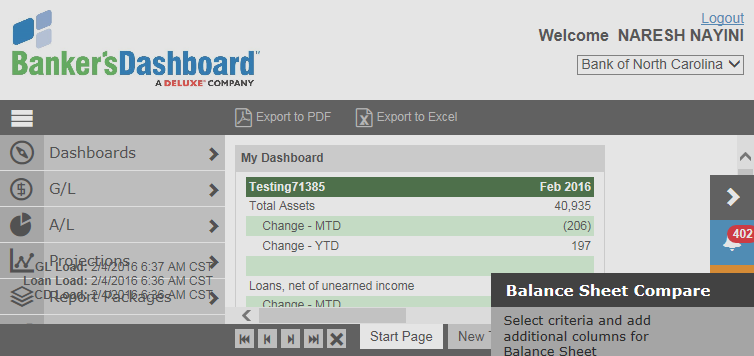 Logout
Welcome NARESH NAYINI
Banker'sDashboard™
A DELUXE® COMPANY
Bank of North Carolina
Export to PDF Export to Excel
Dashboards
G/L
A/L
Projections
GL Load: 2/4/2016 6:37 AM CST
Loan Load: 2/4/2016 6:36 AM CST
Report Packages
CD Load: 2/4/2016 6:36 AM CST
My Dashboard
Testing71385 Feb 2016
Total Assets 40,935
Change - MTD (206)
Change - YTD 197
Loans, net of unearned income
Change - MTD
402
Balance Sheet Compare
Select criteria and add
additional columns for
Balance Sheet
Start Page New